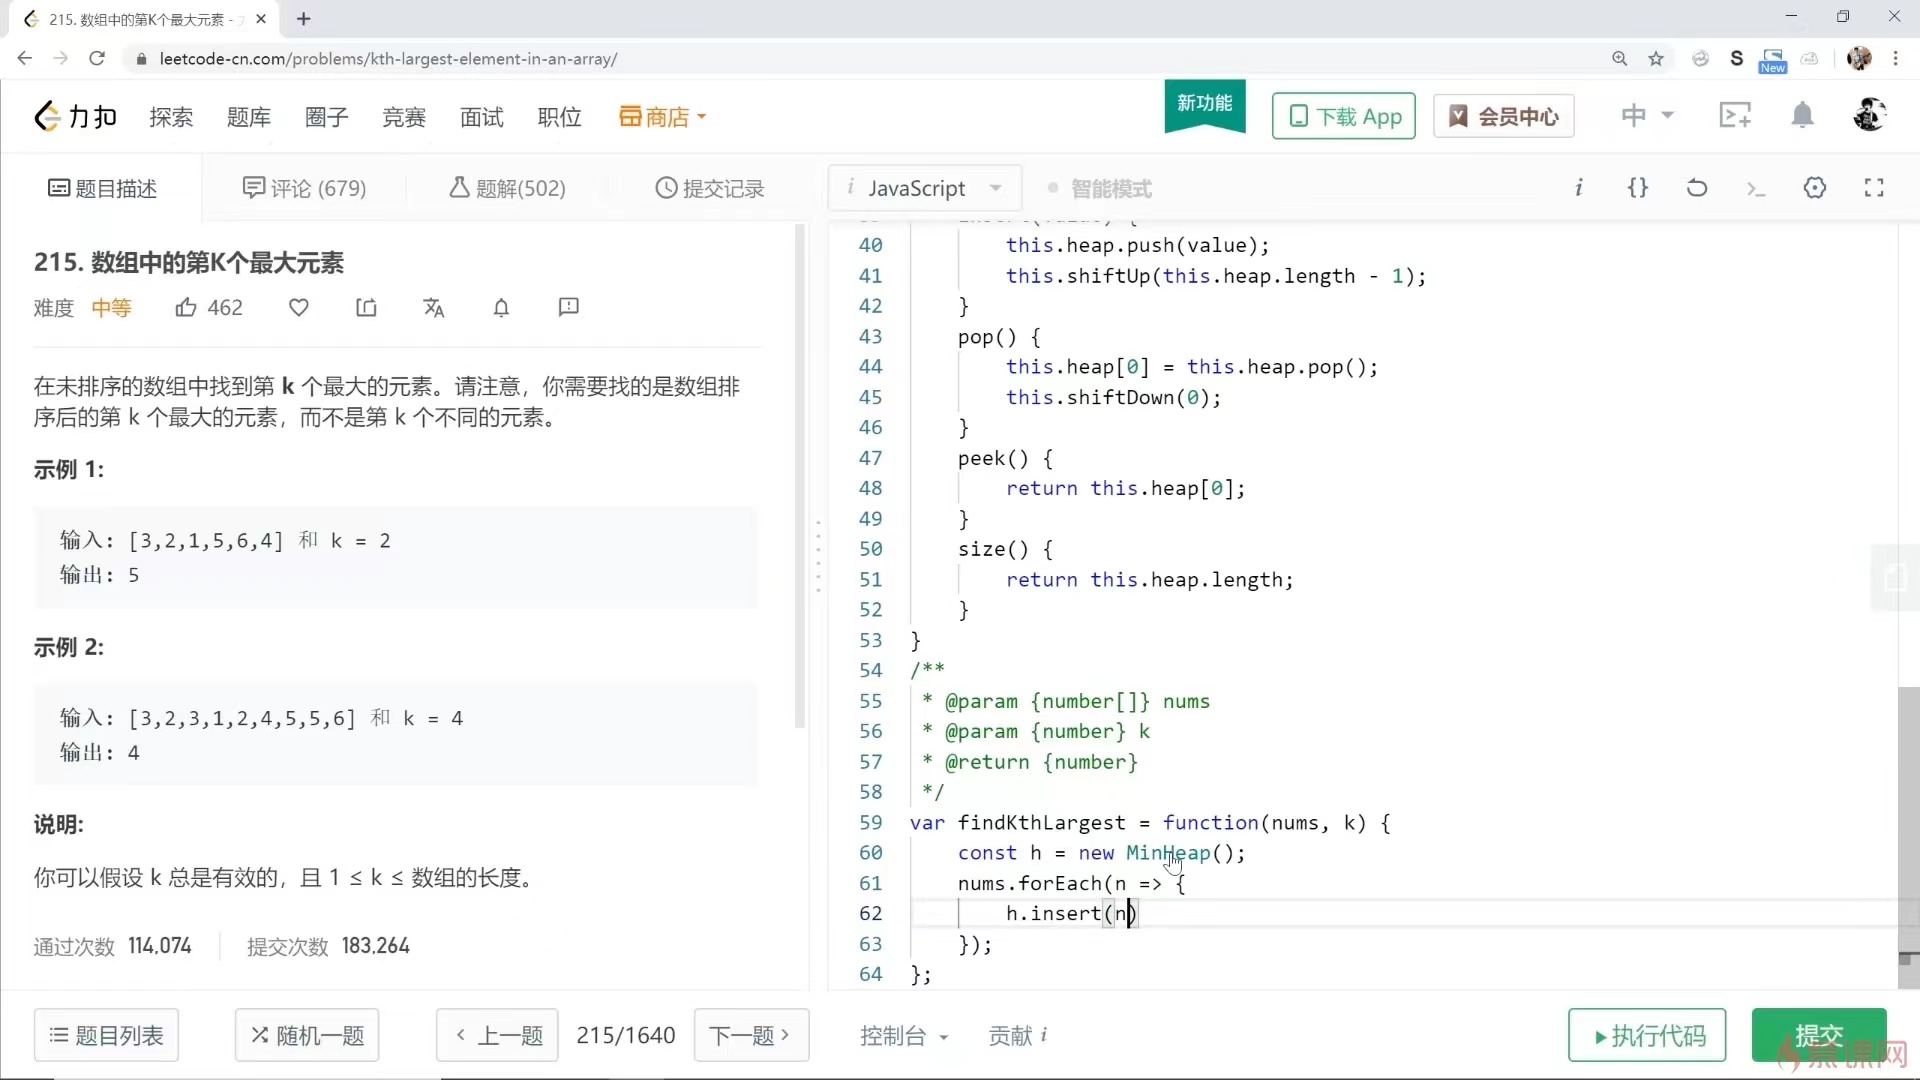 215. 数组中的第K个最大元素 -
leetcode-cn.com/problems/kth-largest-element-in-an-array/
S
New
力扣
探索
题库
圈子
竞赛
面试
职位
商店
新功能
下载 App
会员中心
中
题目描述
评论 (679)
题解(502)
提交记录
i JavaScript
智能模式
i
{}
215. 数组中的第K个最大元素
难度 中等 462
在未排序的数组中找到第 k 个最大的元素。请注意，你需要找的是数组排
序后的第 k 个最大的元素，而不是第 k 个不同的元素。
示例 1:
输入: [3,2,1,5,6,4] 和 k = 2
输出: 5
示例 2:
输入: [3,2,3,1,2,4,5,5,6] 和 k = 4
输出: 4
说明:
你可以假设 k 总是有效的，且 1 ≤ k ≤ 数组的长度。
通过次数 114,074 提交次数 183,264
40 this.heap.push(value);
41 this.shiftUp(this.heap.length - 1);
42 }
43 pop() {
44 this.heap[0] = this.heap.pop();
45 this.shiftDown(0);
46 }
47 peek() {
48 return this.heap[0];
49 }
50 size() {
51 return this.heap.length;
52 }
53 }
54 /**
55 * @param {number[]} nums
56 * @param {number} k
57 * @return {number}
58 */
59 var findKthLargest = function(nums, k) {
60 const h = new MinHeap();
61 nums.forEach(n => {
62 h.insert(n)
63 });
64 };
题目列表
随机一题
上一题
215/1640
下一题
控制台
贡献 i
执行代码
提交
慕课网